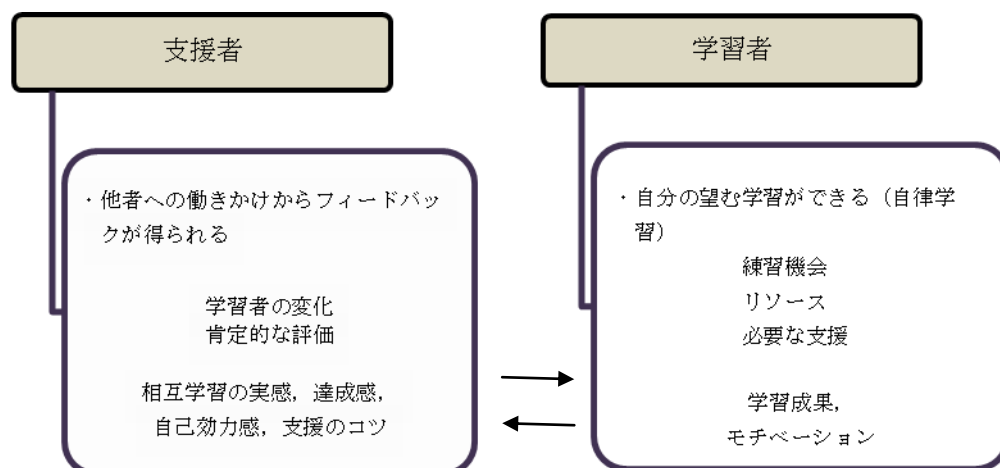 支援者
・他者への働きかけからフィードバッ
クが得られる
学習者の変化
肯定的な評価
相互学習の実感，達成感，
自己効力感，支援のコツ
学習者
・自分の望む学習ができる（自律学
習）
練習機会
リソース
必要な支援
学習成果，
モチベーション